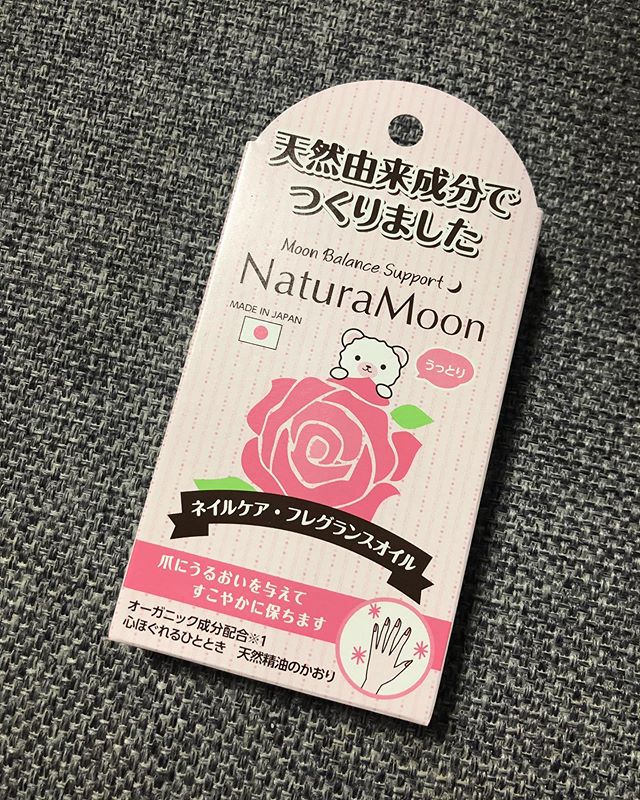 天然由来成分で
つくりました
Moon Balance Support
NaturaMoon
MADE IN JAPAN
うっとり
ネイルケア・フレグランスオイル
爪にうるおいを与えて
すこやかに保ちます
オーガニック成分配合※1
心ほぐれるひととき 天然精油のかおり